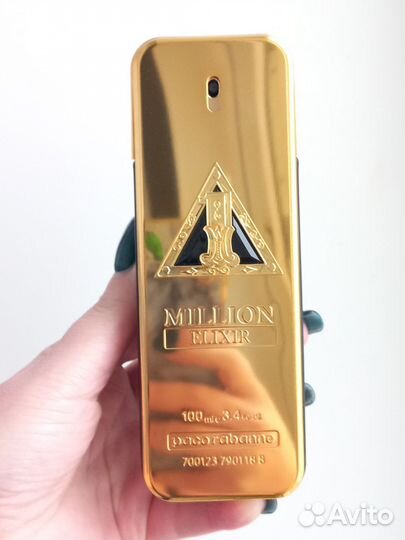 1
MILLION
ELIXIR
100 ml e 3.4 fl.oz
paco rabanne
700123 790118 8
Avito